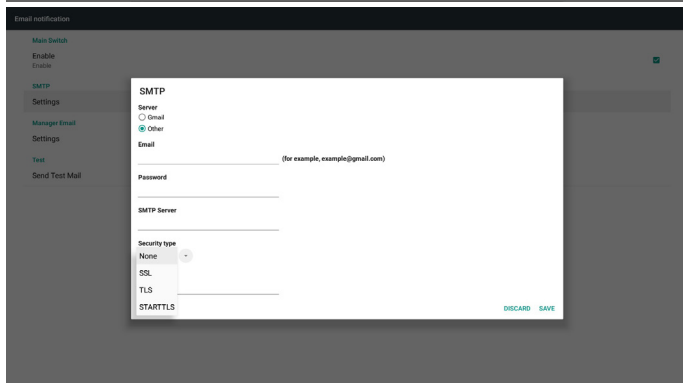 Email notification
Main Switch
Enable
Enable
SMTP
Settings
Manager Email
Settings
Test
Send Test Mail
SMTP
Server
Gmail
Other
Email
(for example, example@gmail.com)
Password
SMTP Server
Security type
None
SSL
TLS
STARTTLS
DISCARD SAVE